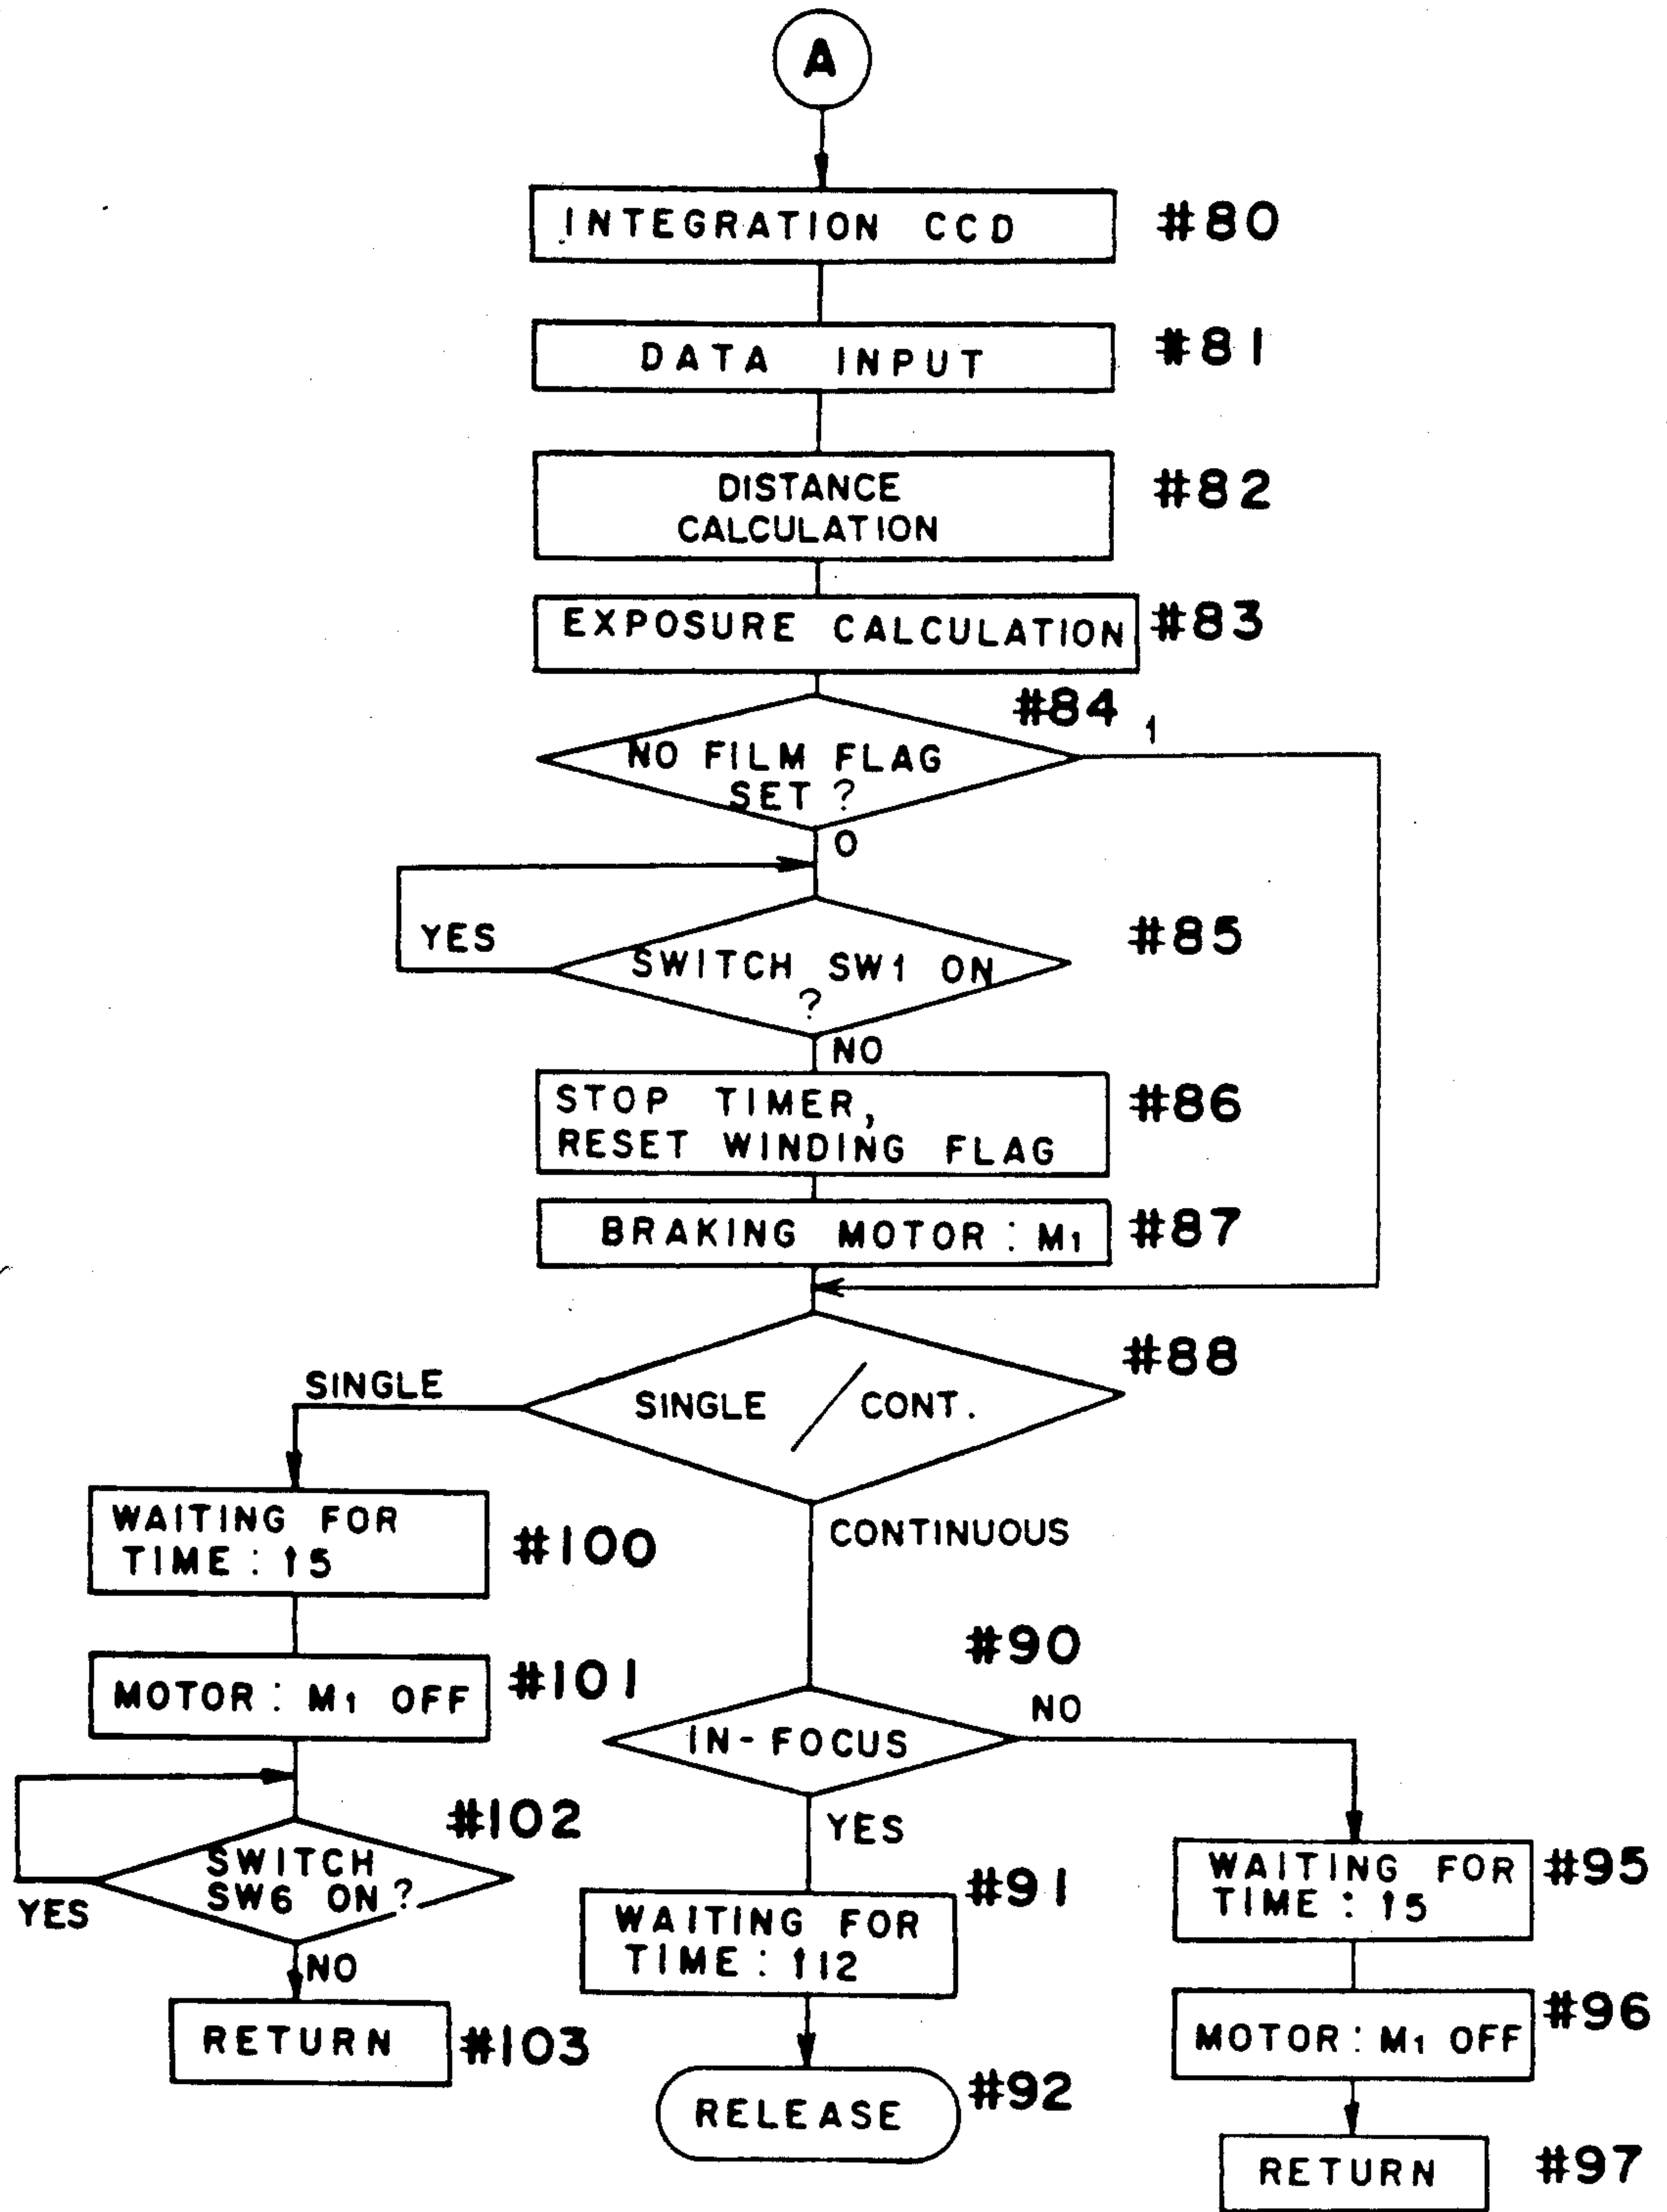 A
INTEGRATION CCD
#80
DATA INPUT
#81
DISTANCE
CALCULATION
#82
EXPOSURE CALCULATION
#83
#84
1
NO FILM FLAG
SET ?
0
YES
SWITCH SW1 ON
?
#85
NO
STOP TIMER,
RESET WINDING FLAG
#86
BRAKING MOTOR : M1
#87
#88
SINGLE
SINGLE / CONT.
WAITING FOR
TIME : t5
#100
CONTINUOUS
#90
MOTOR : M1 OFF
#101
NO
IN-FOCUS
#102
SWITCH
SW6 ON ?
YES
YES
#91
WAITING FOR
TIME : t12
WAITING FOR
TIME : t5
#95
NO
RETURN
#103
MOTOR : M1 OFF
#96
RELEASE
#92
RETURN
#97